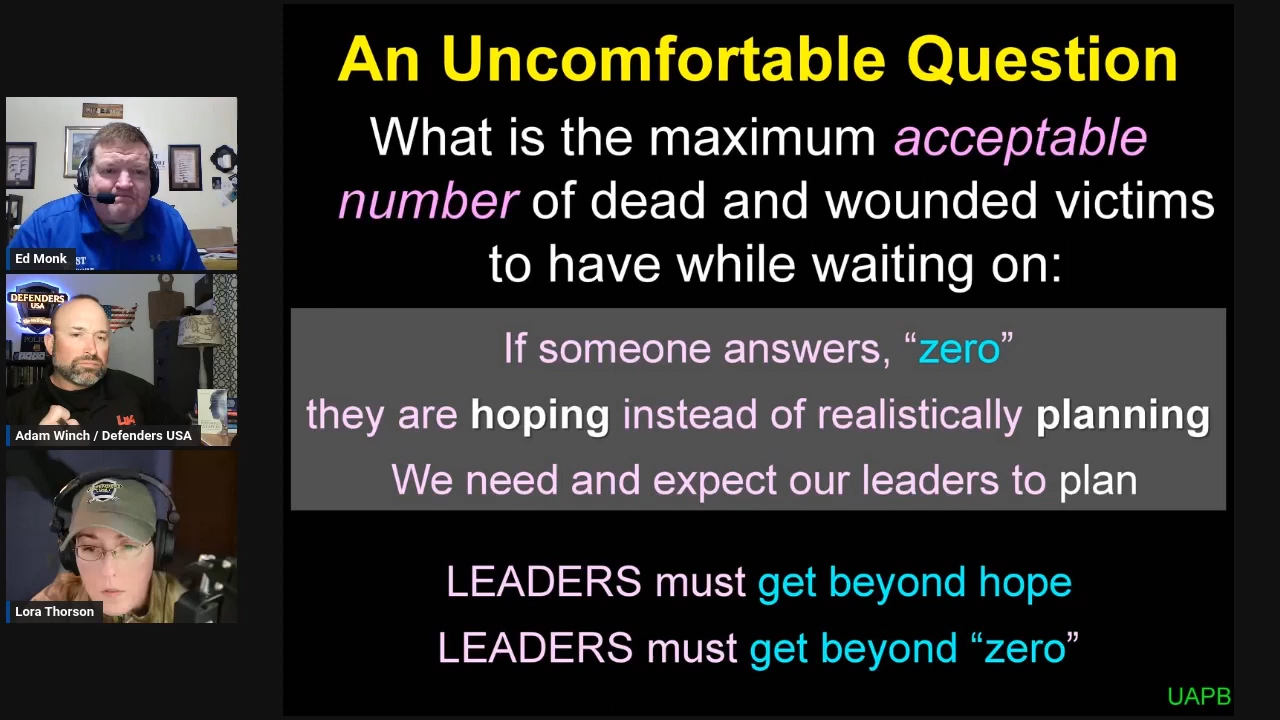 An Uncomfortable Question
What is the maximum acceptable
number of dead and wounded victims
to have while waiting on:
If someone answers, “zero”
they are hoping instead of realistically planning
We need and expect our leaders to plan
LEADERS must get beyond hope
LEADERS must get beyond “zero”
UAPB
Ed Monk
DEFENDERS
USA
Adam Winch / Defenders USA
Lora Thorson